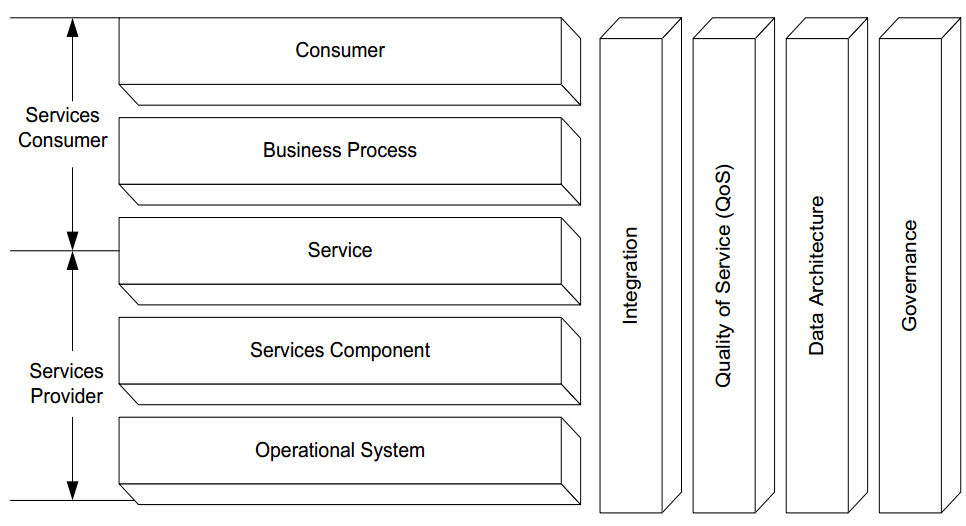 Services
Consumer
Services
Provider
Consumer
Business Process
Service
Services Component
Operational System
Integration
Quality of Service (QoS)
Data Architecture
Governance